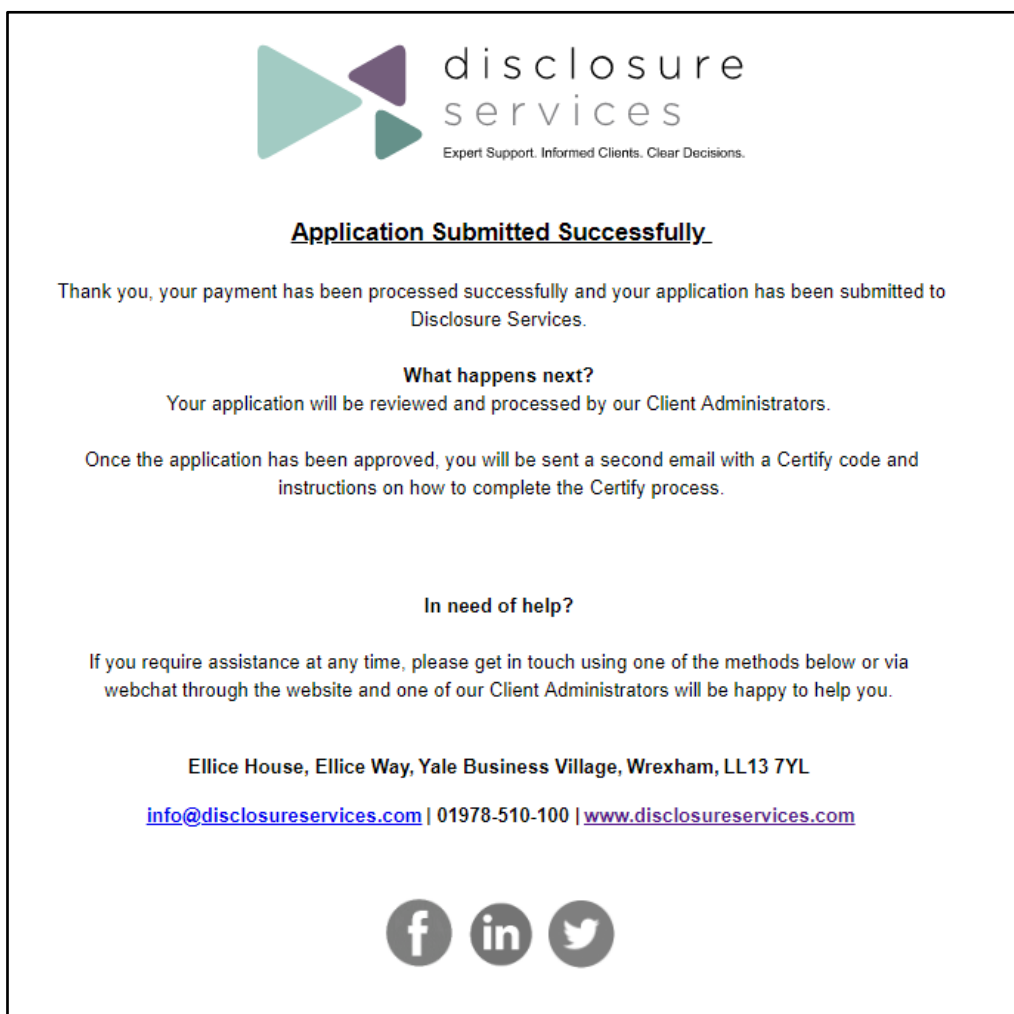 disclosure
services
Expert Support. Informed Clients. Clear Decisions.
Application Submitted Successfully
Thank you, your payment has been processed successfully and your application has been submitted to
Disclosure Services.
What happens next?
Your application will be reviewed and processed by our Client Administrators.
Once the application has been approved, you will be sent a second email with a Certify code and
instructions on how to complete the Certify process.
In need of help?
If you require assistance at any time, please get in touch using one of the methods below or via
webchat through the website and one of our Client Administrators will be happy to help you.
Ellice House, Ellice Way, Yale Business Village, Wrexham, LL13 7YL
info@disclosureservices.com | 01978-510-100 | www.disclosureservices.com
f in